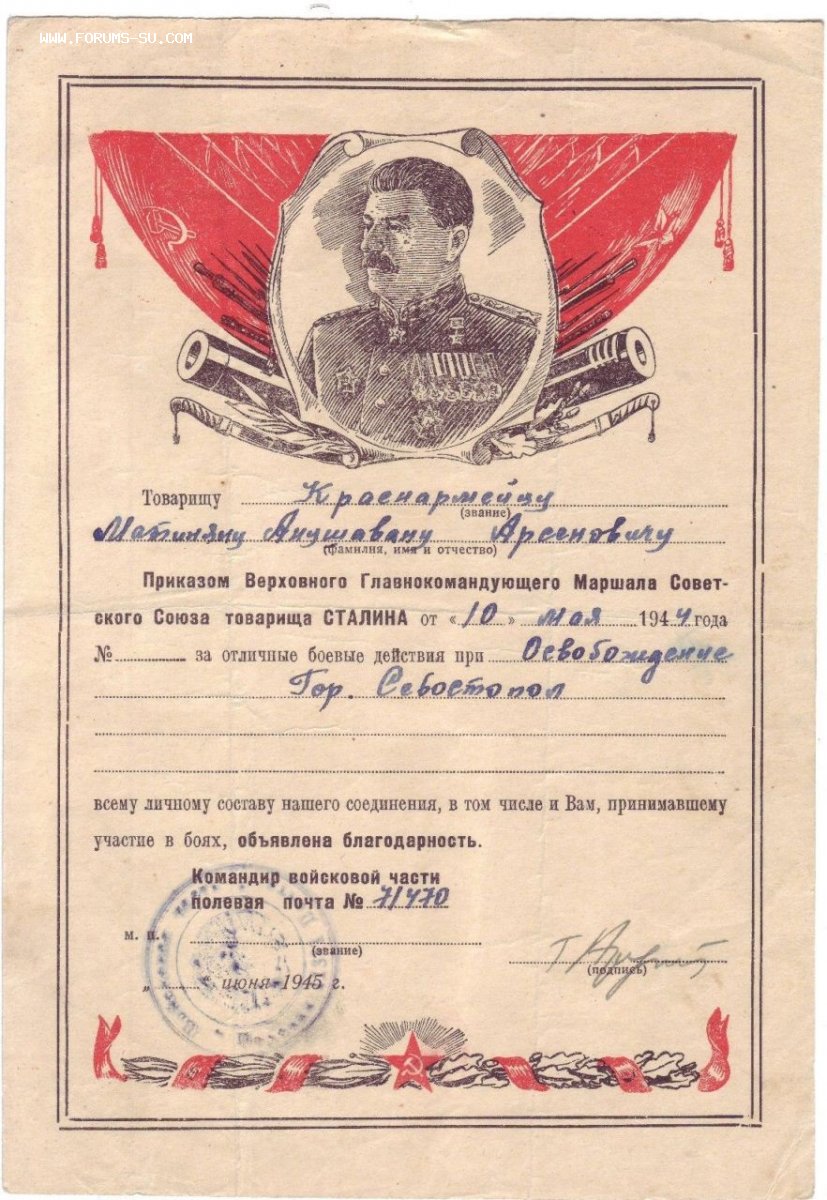 WWW.FORUMS-SU.COM
Товарищу Краснармейцу
(звание)
Матиняну Анушавану Арсеновичу
(фамилия, имя и отчество)
Приказом Верховного Главнокомандующего Маршала Совет-
ского Союза товарища СТАЛИНА от «10» мая 1944 года
№ за отличные боевые действия при Освобождение
Гор. Севостопол
всему личному составу нашего соединения, в том числе и Вам, принимавшему
участие в боях, объявлена благодарность.
Командир войсковой части
полевая почта № 71470
м. п.
(звание)
(подпись)
„ “ июня 1945 г.